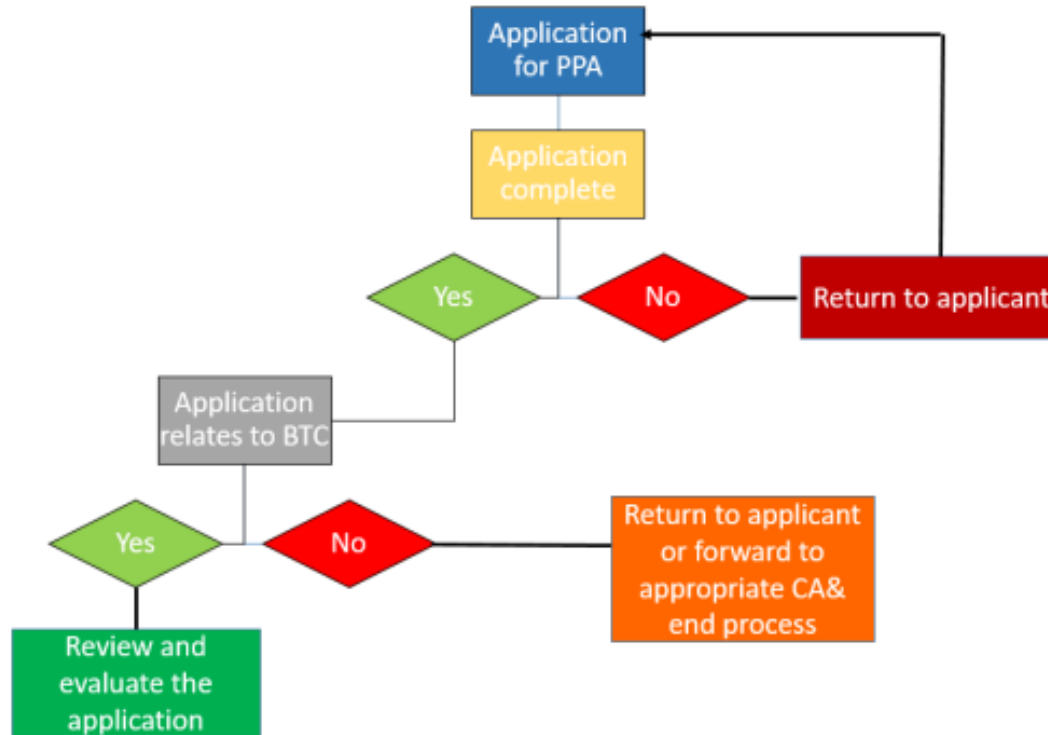 Application
for PPA
Application
complete
Yes
No
Return to applicant
Application
relates to BTC
Yes
No
Return to applicant
or forward to
appropriate CA&
end process
Review and
evaluate the
application